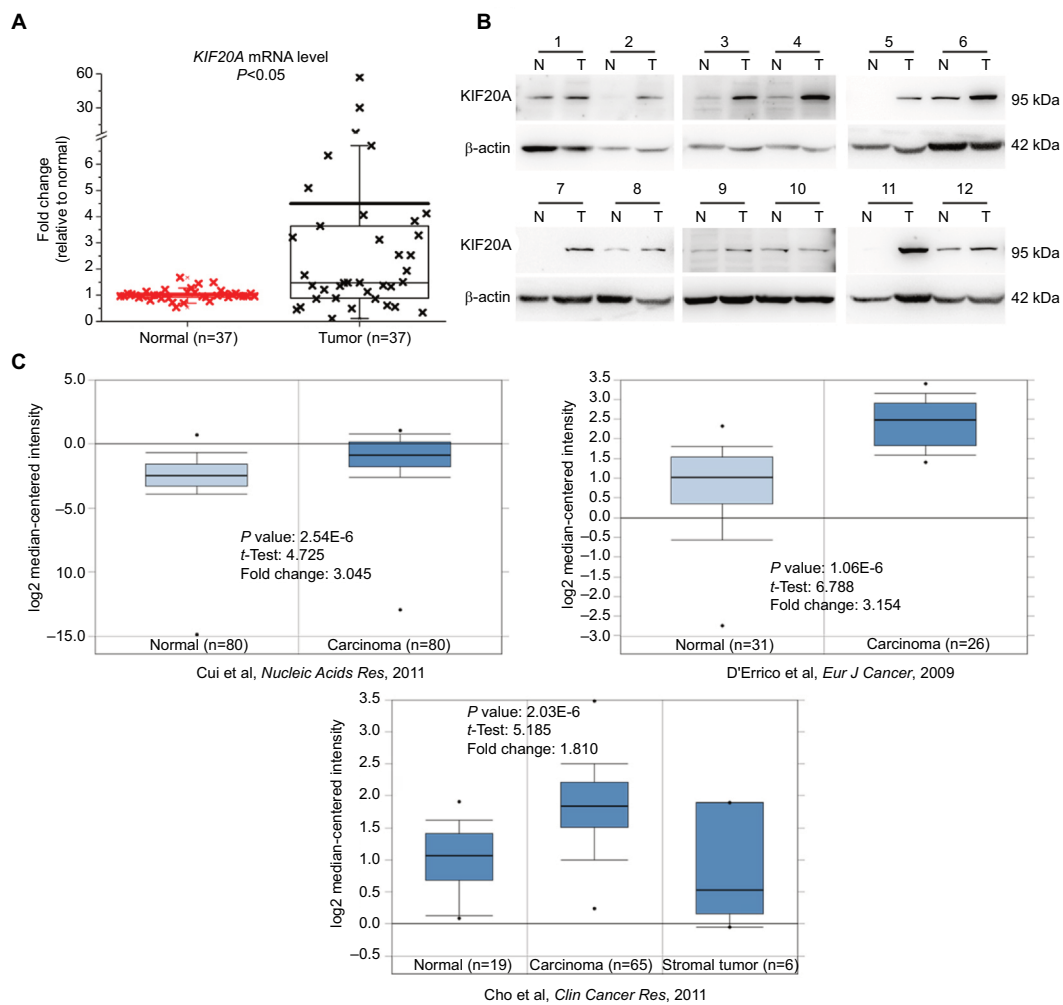 A
KIF20A mRNA level
P<0.05
Fold change
(relative to normal)
60
30
6
5
4
3
2
1
0
Normal (n=37)
Tumor (n=37)
B
1 2 3 4 5 6
N T N T N T N T N T N T
KIF20A
95 kDa
β-actin
42 kDa
7 8 9 10 11 12
N T N T N T N T N T N T
KIF20A
95 kDa
β-actin
42 kDa
C
log2 median-centered intensity
5.0
0.0
–5.0
10.0
–15.0
P value: 2.54E-6
t-Test: 4.725
Fold change: 3.045
Normal (n=80)
Carcinoma (n=80)
Cui et al, Nucleic Acids Res, 2011
log2 median-centered intensity
3.5
3.0
2.5
2.0
1.5
1.0
0.5
0.0
–0.5
–1.0
–1.5
–2.0
–2.5
–3.0
P value: 1.06E-6
t-Test: 6.788
Fold change: 3.154
Normal (n=31)
Carcinoma (n=26)
D'Errico et al, Eur J Cancer, 2009
log2 median-centered intensity
3.5
3.0
2.5
2.0
1.5
1.0
0.5
0.0
–0.5
P value: 2.03E-6
t-Test: 5.185
Fold change: 1.810
Normal (n=19)
Carcinoma (n=65)
Stromal tumor (n=6)
Cho et al, Clin Cancer Res, 2011